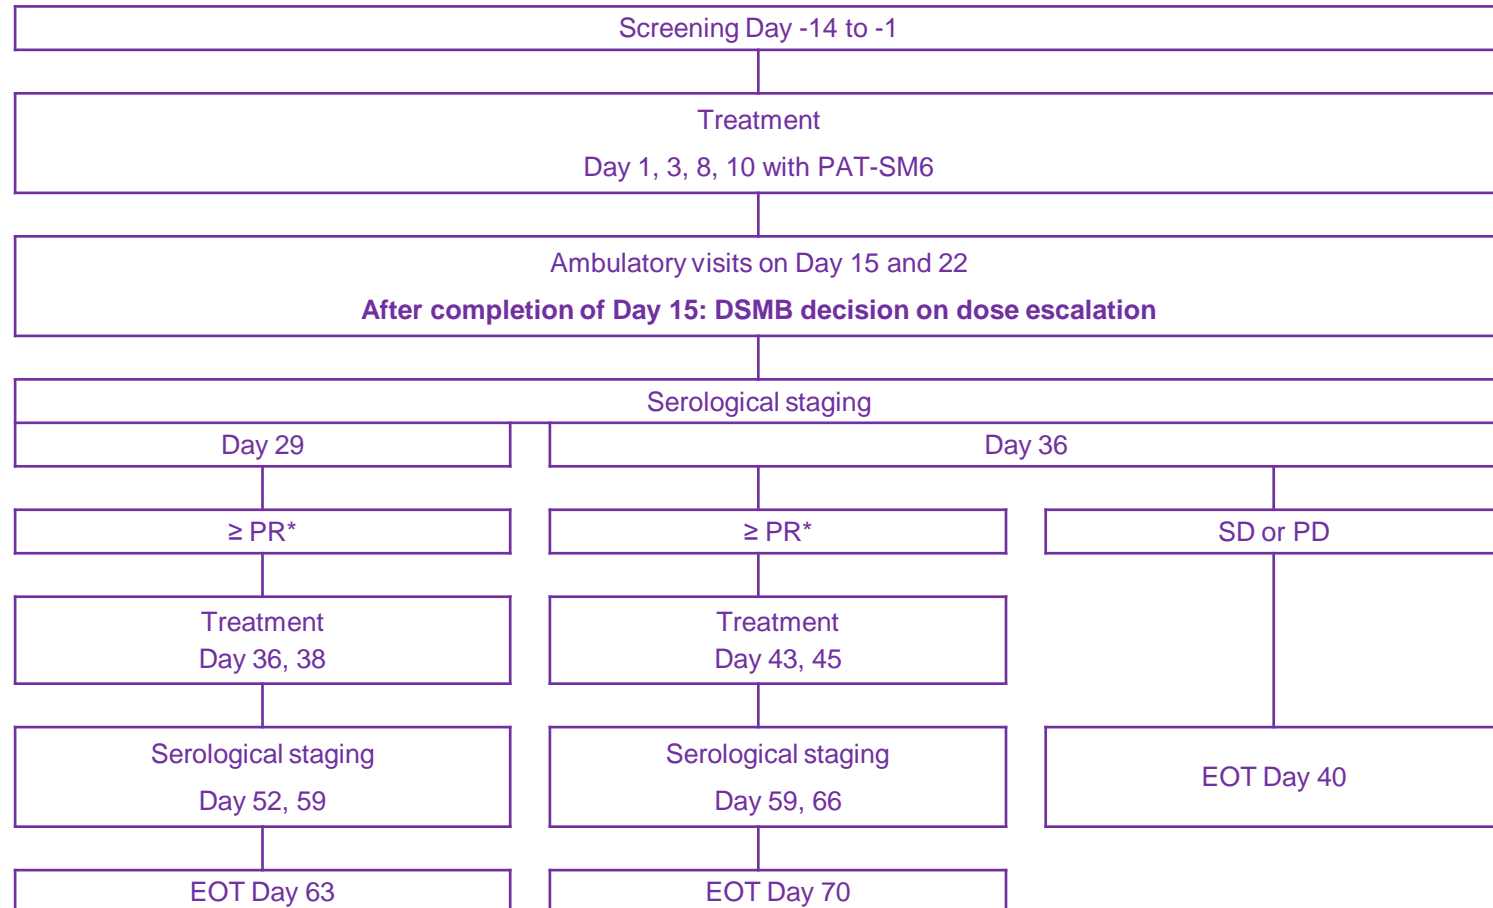 Screening Day -14 to -1
Treatment
Day 1, 3, 8, 10 with PAT-SM6
Ambulatory visits on Day 15 and 22
After completion of Day 15: DSMB decision on dose escalation
Serological staging
Day 29
Day 36
≥ PR*
≥ PR*
SD or PD
Treatment
Day 36, 38
Treatment
Day 43, 45
Serological staging
Day 52, 59
Serological staging
Day 59, 66
EOT Day 40
EOT Day 63
EOT Day 70